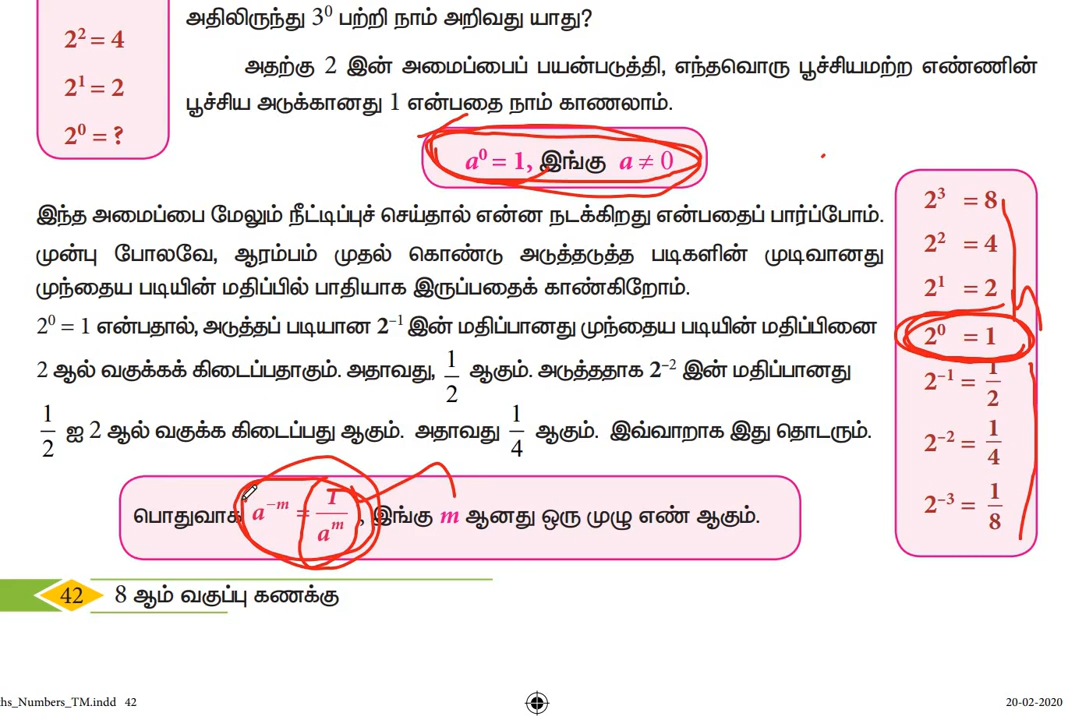 அதிலிருந்து 3⁰ பற்றி நாம் அறிவது யாது?
2² = 4
2¹ = 2
2⁰ = ?
அதற்கு 2 இன் அமைப்பைப் பயன்படுத்தி, எந்தவொரு பூச்சியமற்ற எண்ணின்
பூச்சிய அடுக்கானது 1 என்பதை நாம் காணலாம்.
a⁰ = 1, இங்கு a ≠ 0
இந்த அமைப்பை மேலும் நீட்டிப்புச் செய்தால் என்ன நடக்கிறது என்பதைப் பார்ப்போம்.
முன்பு போலவே, ஆரம்பம் முதல் கொண்டு அடுத்தடுத்த படிகளின் முடிவானது
முந்தைய படியின் மதிப்பில் பாதியாக இருப்பதைக் காண்கிறோம்.
2⁰ = 1 என்பதால், அடுத்தப் படியான 2⁻¹ இன் மதிப்பானது முந்தைய படியின் மதிப்பினை
2 ஆல் வகுக்கக் கிடைப்பதாகும். அதாவது, 1/2 ஆகும். அடுத்ததாக 2⁻² இன் மதிப்பானது
1/2 ஐ 2 ஆல் வகுக்க கிடைப்பது ஆகும். அதாவது 1/4 ஆகும். இவ்வாறாக இது தொடரும்.
2³ = 8
2² = 4
2¹ = 2
2⁰ = 1
2⁻¹ = 1/2
2⁻² = 1/4
2⁻³ = 1/8
பொதுவாக a⁻ᵐ = 1/aᵐ, இங்கு m ஆனது ஒரு முழு எண் ஆகும்.
42 8 ஆம் வகுப்பு கணக்கு
hs_Numbers_TM.indd 42
20-02-2020